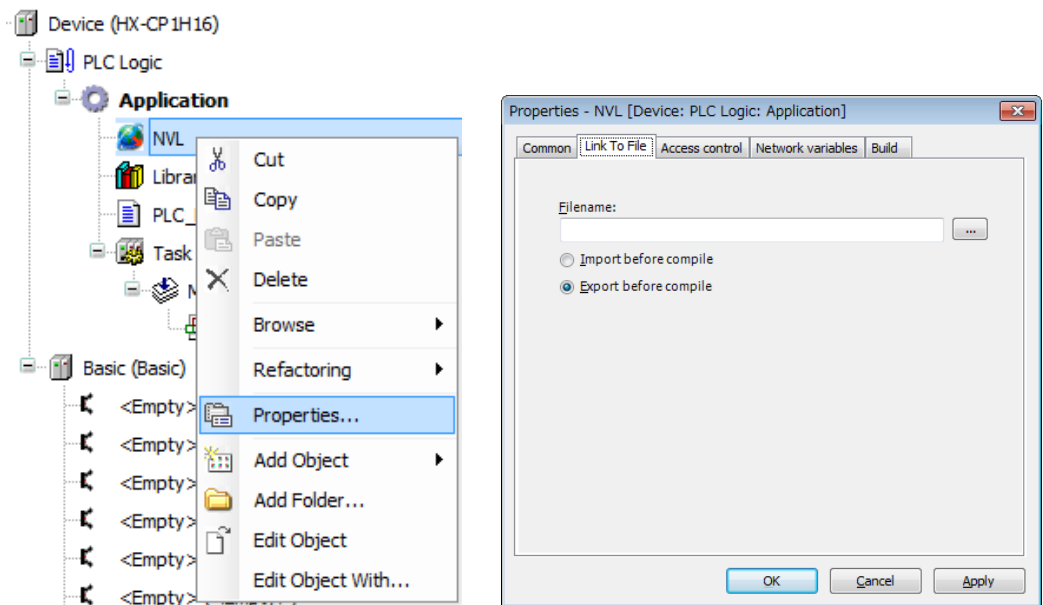 Device (HX-CP1H16)
PLC Logic
Application
NVL
Librar
PLC_
Task
Basic (Basic)
<Empty>
<Empty>
<Empty>
<Empty>
<Empty>
<Empty>
Cut
Copy
Paste
Delete
Browse
Refactoring
Properties...
Add Object
Add Folder...
Edit Object
Edit Object With...
Properties - NVL [Device: PLC Logic: Application]
Common Link To File Access control Network variables Build
Filename:
...
Import before compile
Export before compile
OK Cancel Apply